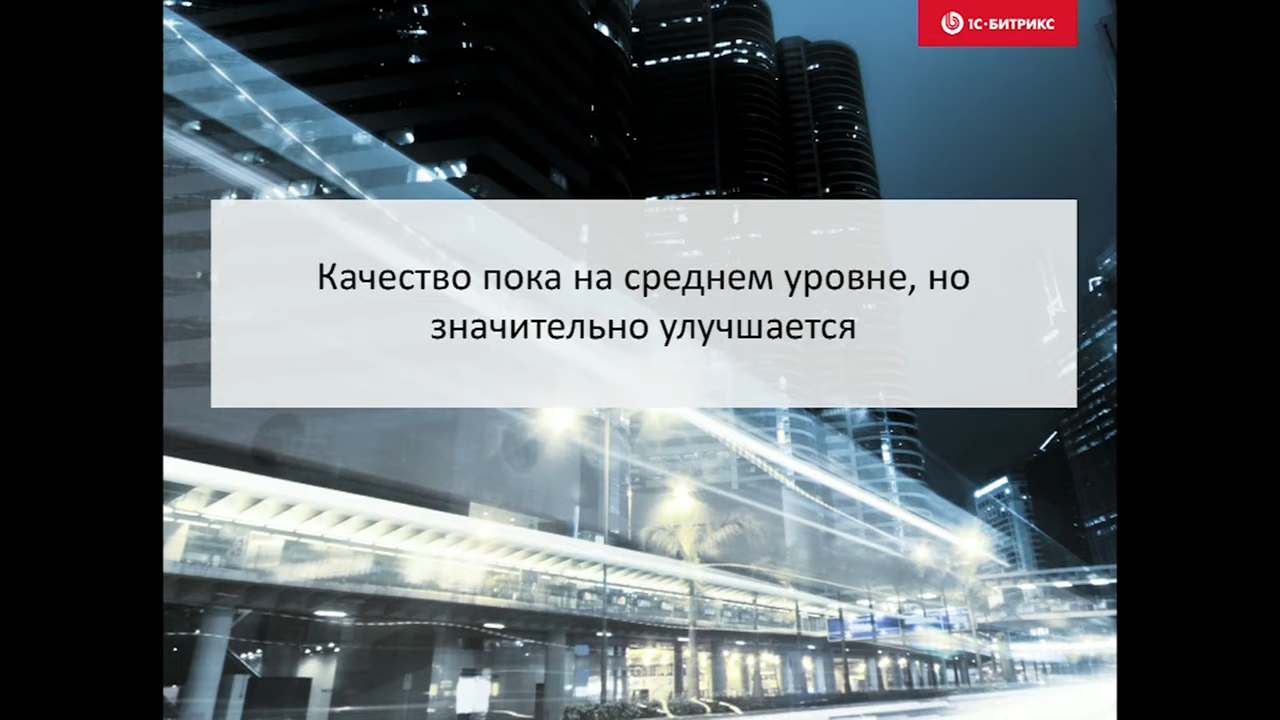 1С·БИТРИКС
Качество пока на среднем уровне, но
значительно улучшается